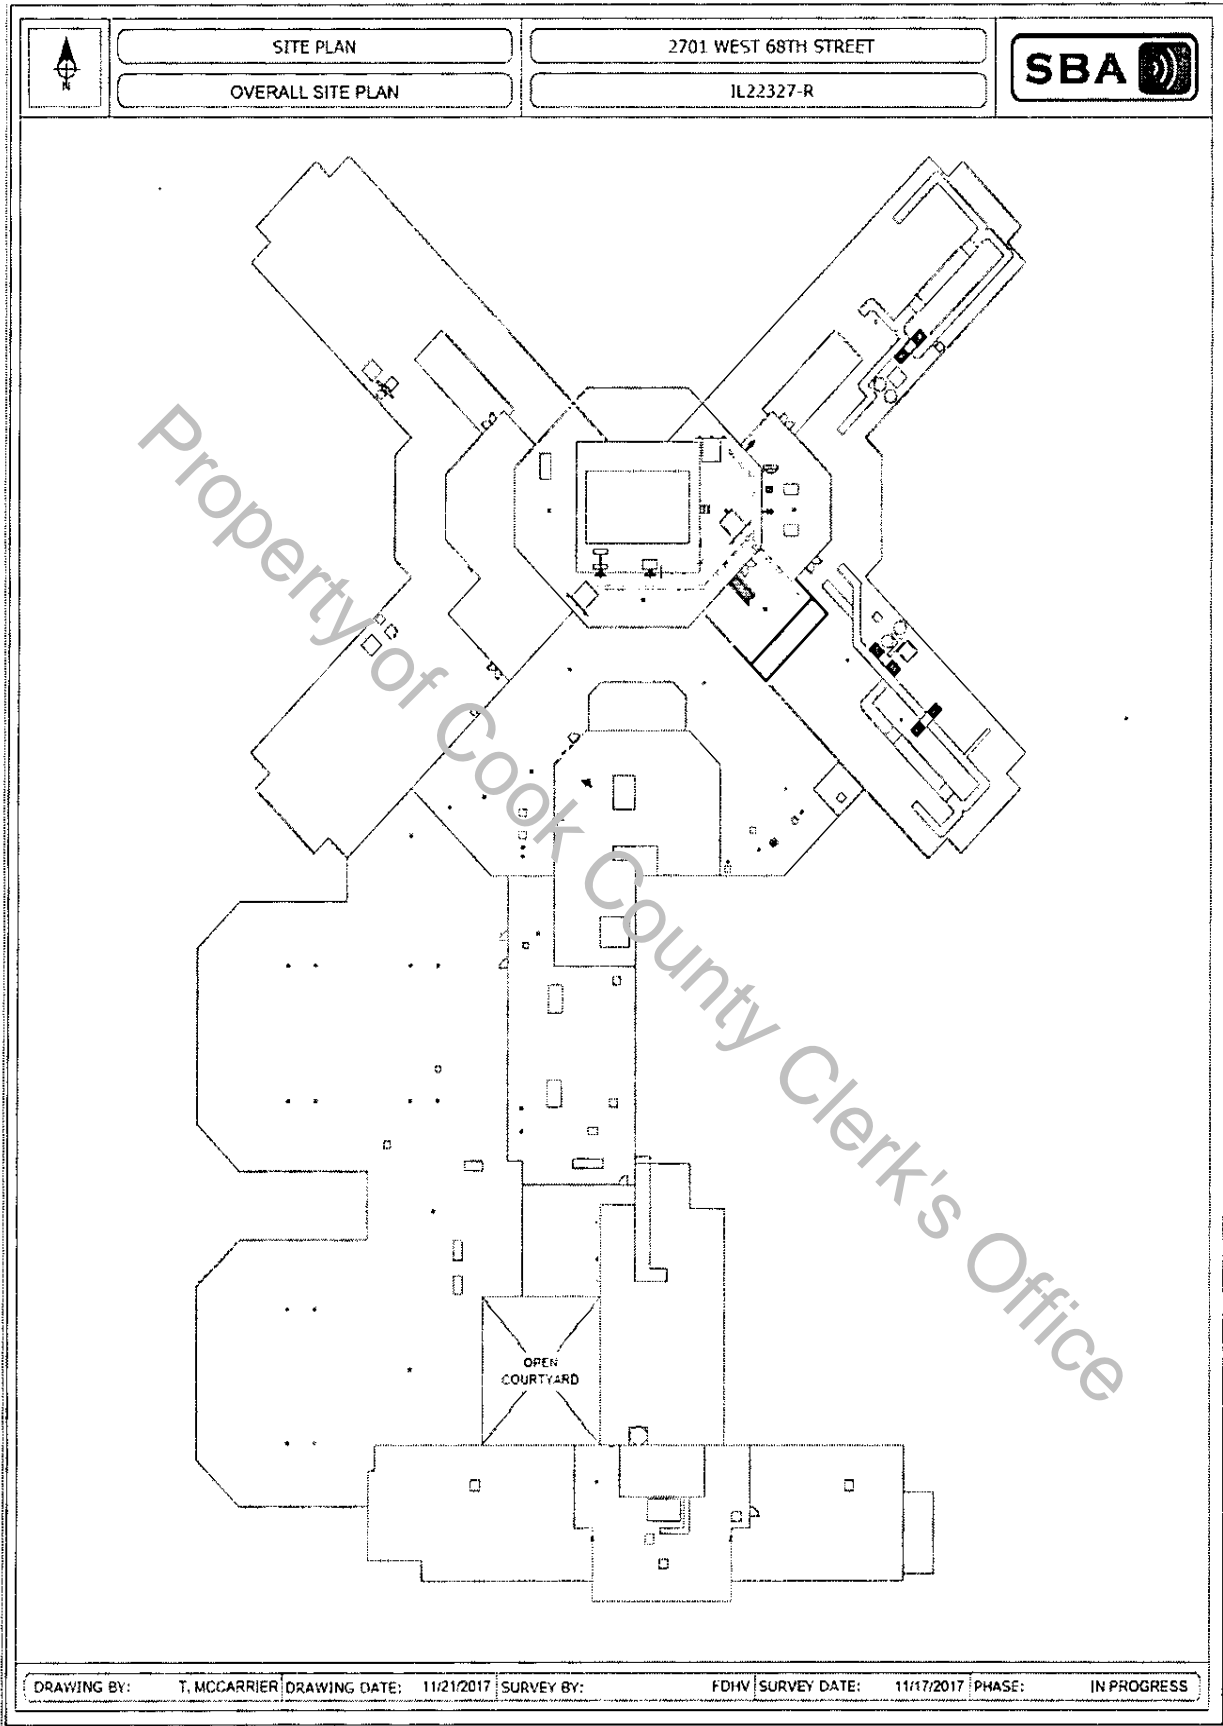 SITE PLAN
OVERALL SITE PLAN
2701 WEST 68TH STREET
IL22327-R
SBA
N
Property of Cook County Clerk's Office
OPEN
COURTYARD
DRAWING BY: T. MCCARRIER DRAWING DATE: 11/21/2017 SURVEY BY: FDHV SURVEY DATE: 11/17/2017 PHASE: IN PROGRESS